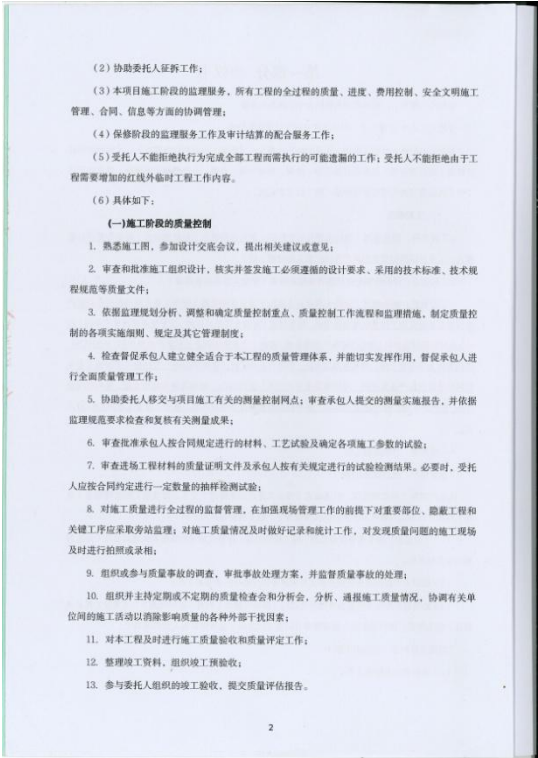 （2）协助委托人征拆工作；
（3）本项目施工阶段的监理服务，所有工程的全过程的质量、进度、费用控制、安全文明施工
管理、合同、信息等方面的协调管理；
（4）保修阶段的监理服务工作及审计结算的配合服务工作；
（5）受托人不能拒绝执行为完成全部工程而需执行的可能遗漏的工作；受托人不能拒绝由于工
程需要增加的红线外临时工程工作内容。
（6）具体如下：
(一)施工阶段的质量控制
1. 熟悉施工图，参加设计交底会议，提出相关建议或意见；
2. 审查和批准施工组织设计，核实并签发施工必须遵循的设计要求、采用的技术标准、技术规
程规范等质量文件；
3. 依据监理规划分析、调整和确定质量控制重点、质量控制工作流程和监理措施，制定质量控
制的各项实施细则、规定及其它管理制度；
4. 检查督促承包人建立健全适合于本工程的质量管理体系，并能切实发挥作用，督促承包人进
行全面质量管理工作；
5. 协助委托人移交与项目施工有关的测量控制网点；审查承包人提交的测量实施报告，并依据
监理规范要求检查和复核有关测量成果；
6. 审查批准承包人按合同规定进行的材料、工艺试验及确定各项施工参数的试验；
7. 审查进场工程材料的质量证明文件及承包人按有关规定进行的试验检测结果。必要时，受托
人应按合同约定进行一定数量的抽样检测试验；
8. 对施工质量进行全过程的监督管理，在加强现场管理工作的前提下对重要部位、隐蔽工程和
关键工序应采取旁站监理；对施工质量情况及时做好记录和统计工作，对发现质量问题的施工现场
及时进行拍照或录相；
9. 组织或参与质量事故的调查，审批事故处理方案，并监督质量事故的处理；
10. 组织并主持定期或不定期的质量检查会和分析会，分析、通报施工质量情况，协调有关单
位间的施工活动以消除影响质量的各种外部干扰因素；
11. 对本工程及时进行施工质量验收和质量评定工作；
12. 整理竣工资料，组织竣工预验收；
13. 参与委托人组织的竣工验收，提交质量评估报告。
2